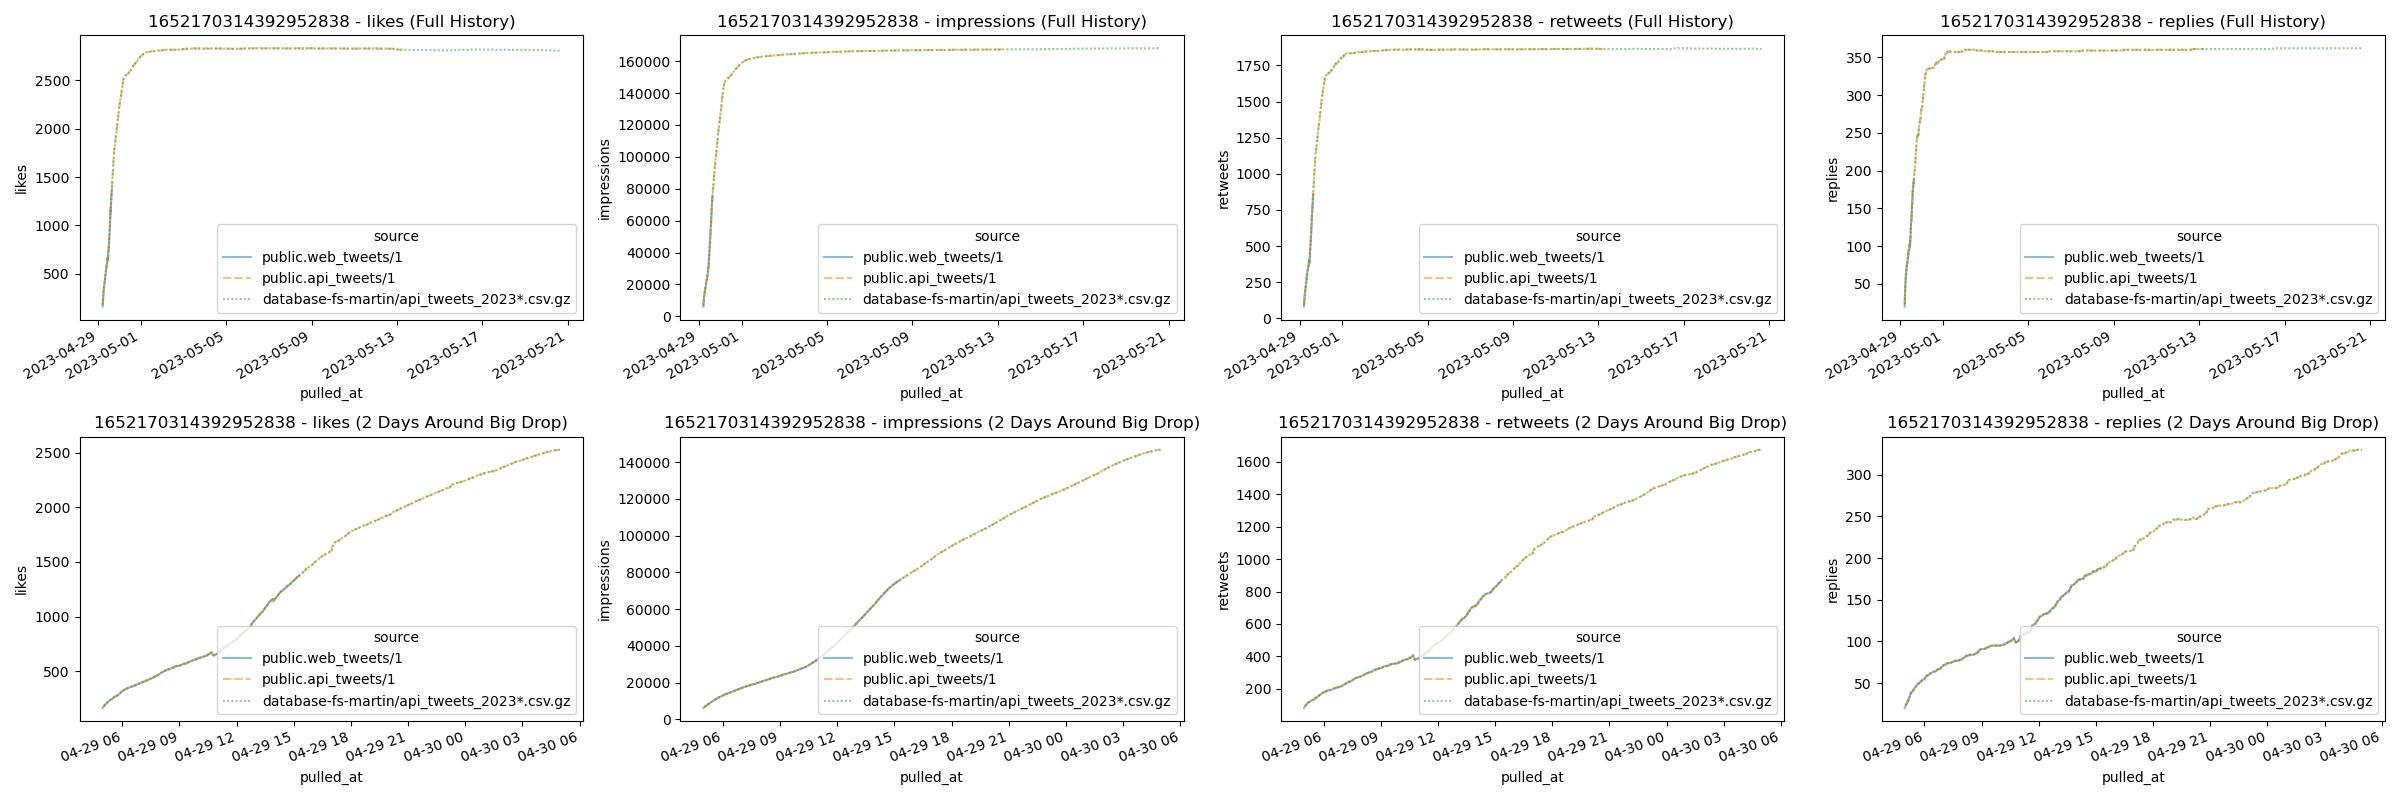 1652170314392952838 - likes (Full History)
likes
2500
2000
1500
1000
500
source
public.web_tweets/1
public.api_tweets/1
database-fs-martin/api_tweets_2023*.csv.gz
2023-04-29
2023-05-01
2023-05-05
2023-05-09
2023-05-13
2023-05-17
2023-05-21
pulled_at
1652170314392952838 - impressions (Full History)
impressions
160000
140000
120000
100000
80000
60000
40000
20000
0
source
public.web_tweets/1
public.api_tweets/1
database-fs-martin/api_tweets_2023*.csv.gz
2023-04-29
2023-05-01
2023-05-05
2023-05-09
2023-05-13
2023-05-17
2023-05-21
pulled_at
1652170314392952838 - retweets (Full History)
retweets
1750
1500
1250
1000
750
500
250
0
source
public.web_tweets/1
public.api_tweets/1
database-fs-martin/api_tweets_2023*.csv.gz
2023-04-29
2023-05-01
2023-05-05
2023-05-09
2023-05-13
2023-05-17
2023-05-21
pulled_at
1652170314392952838 - replies (Full History)
replies
350
300
250
200
150
100
50
source
public.web_tweets/1
public.api_tweets/1
database-fs-martin/api_tweets_2023*.csv.gz
2023-04-29
2023-05-01
2023-05-05
2023-05-09
2023-05-13
2023-05-17
2023-05-21
pulled_at
1652170314392952838 - likes (2 Days Around Big Drop)
likes
2500
2000
1500
1000
500
source
public.web_tweets/1
public.api_tweets/1
database-fs-martin/api_tweets_2023*.csv.gz
04-29 06
04-29 09
04-29 12
04-29 15
04-29 18
04-29 21
04-30 00
04-30 03
04-30 06
pulled_at
1652170314392952838 - impressions (2 Days Around Big Drop)
impressions
140000
120000
100000
80000
60000
40000
20000
0
source
public.web_tweets/1
public.api_tweets/1
database-fs-martin/api_tweets_2023*.csv.gz
04-29 06
04-29 09
04-29 12
04-29 15
04-29 18
04-29 21
04-30 00
04-30 03
04-30 06
pulled_at
1652170314392952838 - retweets (2 Days Around Big Drop)
retweets
1600
1400
1200
1000
800
600
400
200
source
public.web_tweets/1
public.api_tweets/1
database-fs-martin/api_tweets_2023*.csv.gz
04-29 06
04-29 09
04-29 12
04-29 15
04-29 18
04-29 21
04-30 00
04-30 03
04-30 06
pulled_at
1652170314392952838 - replies (2 Days Around Big Drop)
replies
300
250
200
150
100
50
source
public.web_tweets/1
public.api_tweets/1
database-fs-martin/api_tweets_2023*.csv.gz
04-29 06
04-29 09
04-29 12
04-29 15
04-29 18
04-29 21
04-30 00
04-30 03
04-30 06
pulled_at